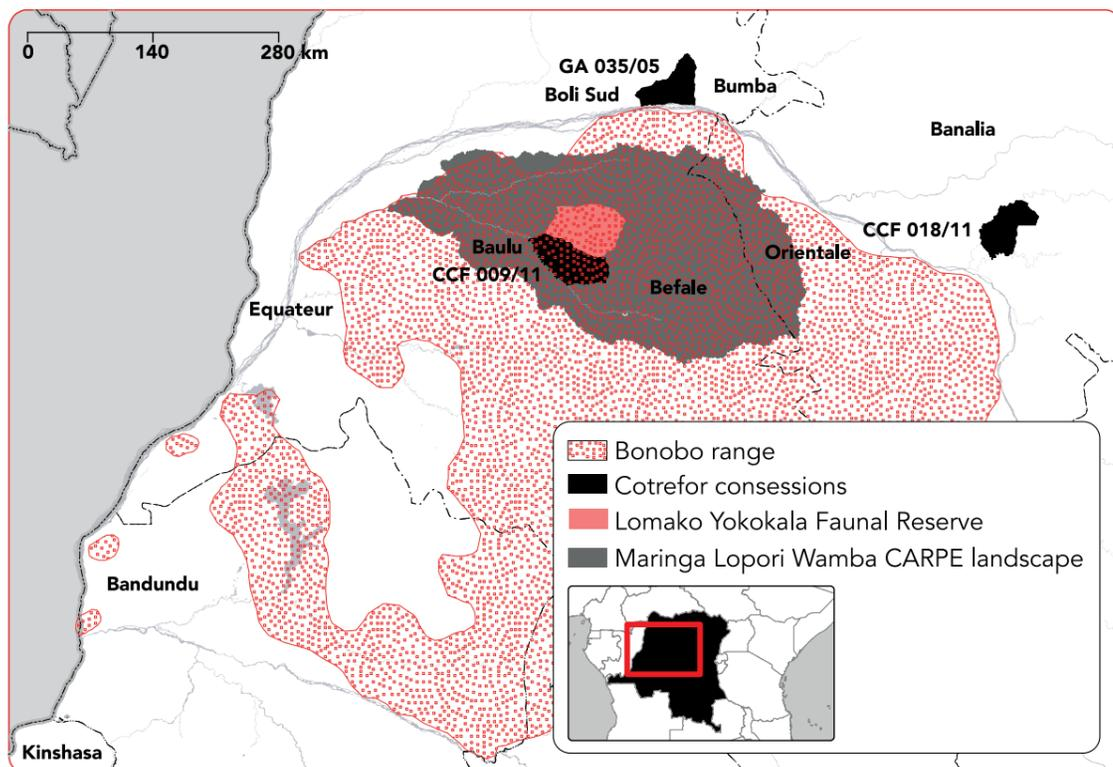 0 140 280 km
GA 035/05
Boli Sud
Bumba
Banalia
CCF 018/11
Baulu
Orientale
CCF 009/11
Befale
Equateur
Bonobo range
Cotrefor consessions
Lomako Yokokala Faunal Reserve
Maringa Lopori Wamba CARPE landscape
Bandundu
Kinshasa